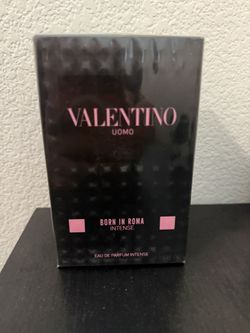 VALENTINO
UOMO
BORN IN ROMA
INTENSE
EAU DE PARFUM INTENSE